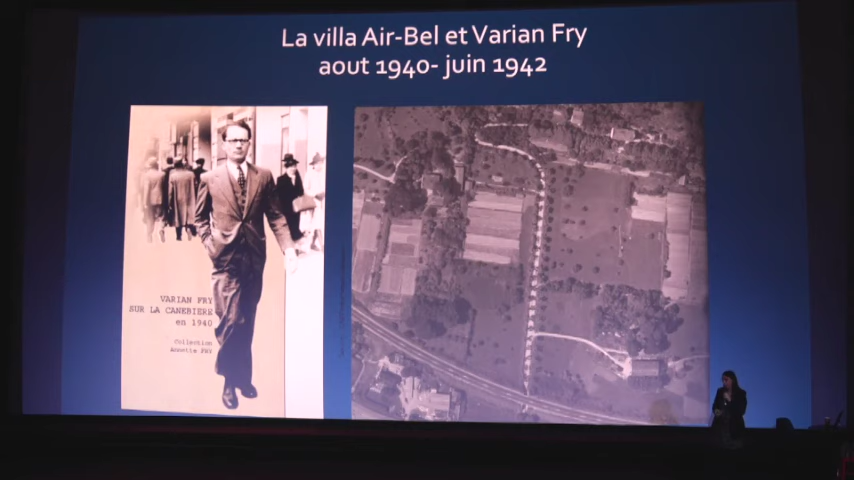 La villa Air-Bel et Varian Fry
aout 1940- juin 1942
VARIAN FRY
SUR LA CANEBIERE
en 1940
Collection
Annette FRY